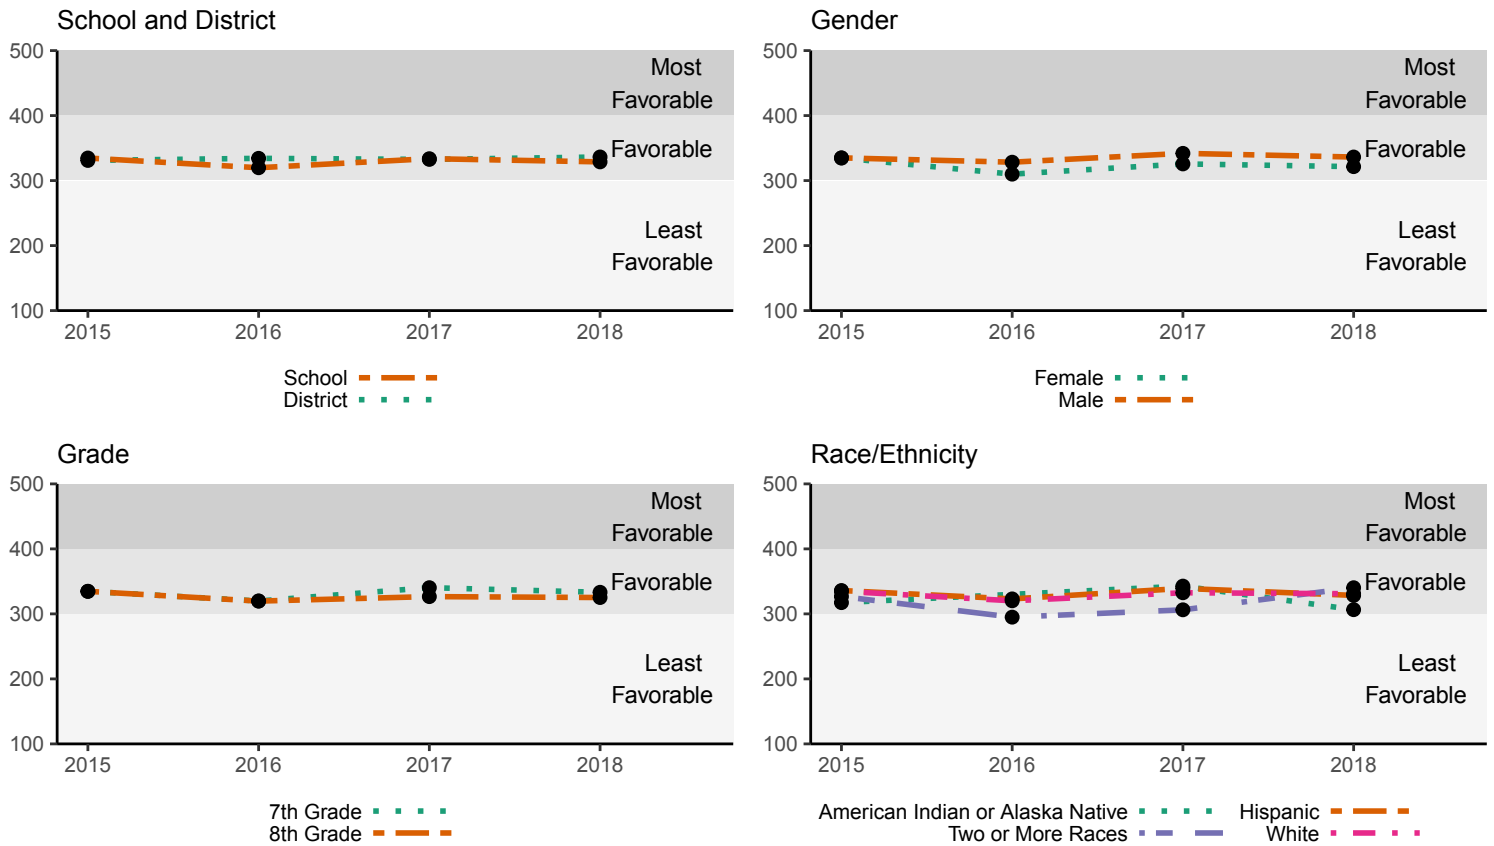 School and District
500
400
300
200
100
Most
Favorable
Favorable
Least
Favorable
2015 2016 2017 2018
School
District
Gender
500
400
300
200
100
Most
Favorable
Favorable
Least
Favorable
2015 2016 2017 2018
Female
Male
Grade
500
400
300
200
100
Most
Favorable
Favorable
Least
Favorable
2015 2016 2017 2018
7th Grade
8th Grade
Race/Ethnicity
500
400
300
200
100
Most
Favorable
Favorable
Least
Favorable
2015 2016 2017 2018
American Indian or Alaska Native Hispanic
Two or More Races White